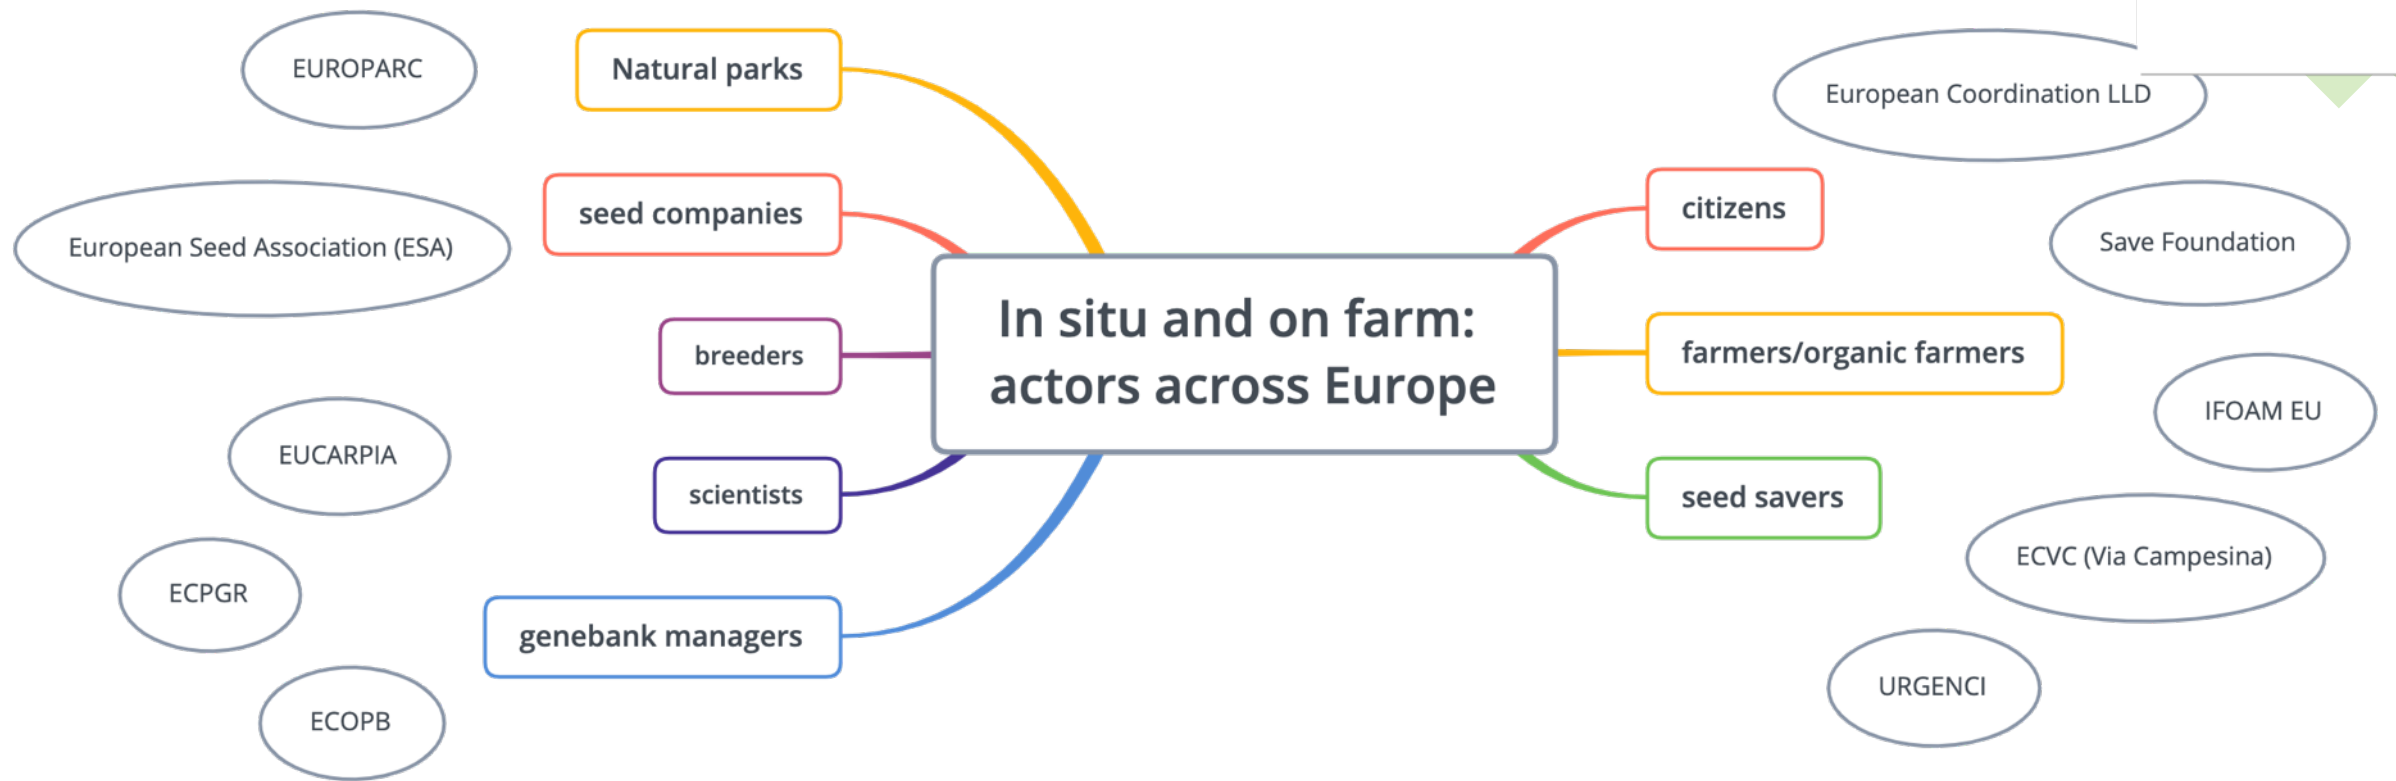 EUROPARC
Natural parks
European Coordination LLD
seed companies
citizens
European Seed Association (ESA)
Save Foundation
In situ and on farm:
actors across Europe
breeders
farmers/organic farmers
IFOAM EU
EUCARPIA
scientists
seed savers
ECVC (Via Campesina)
ECPGR
genebank managers
URGENCI
ECOPB